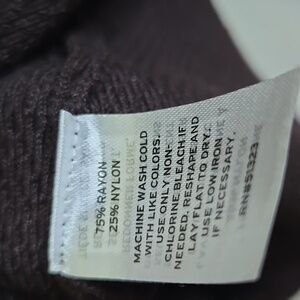 75% RAYON
25% NYLON
MACHINE WASH COLD
WITH LIKE COLORS.
USE ONLY NON-
CHLORINE BLEACH IF
NEEDED, RESHAPE AND
LAY FLAT TO DRY.
USE LOW IRON
IF NECESSARY.